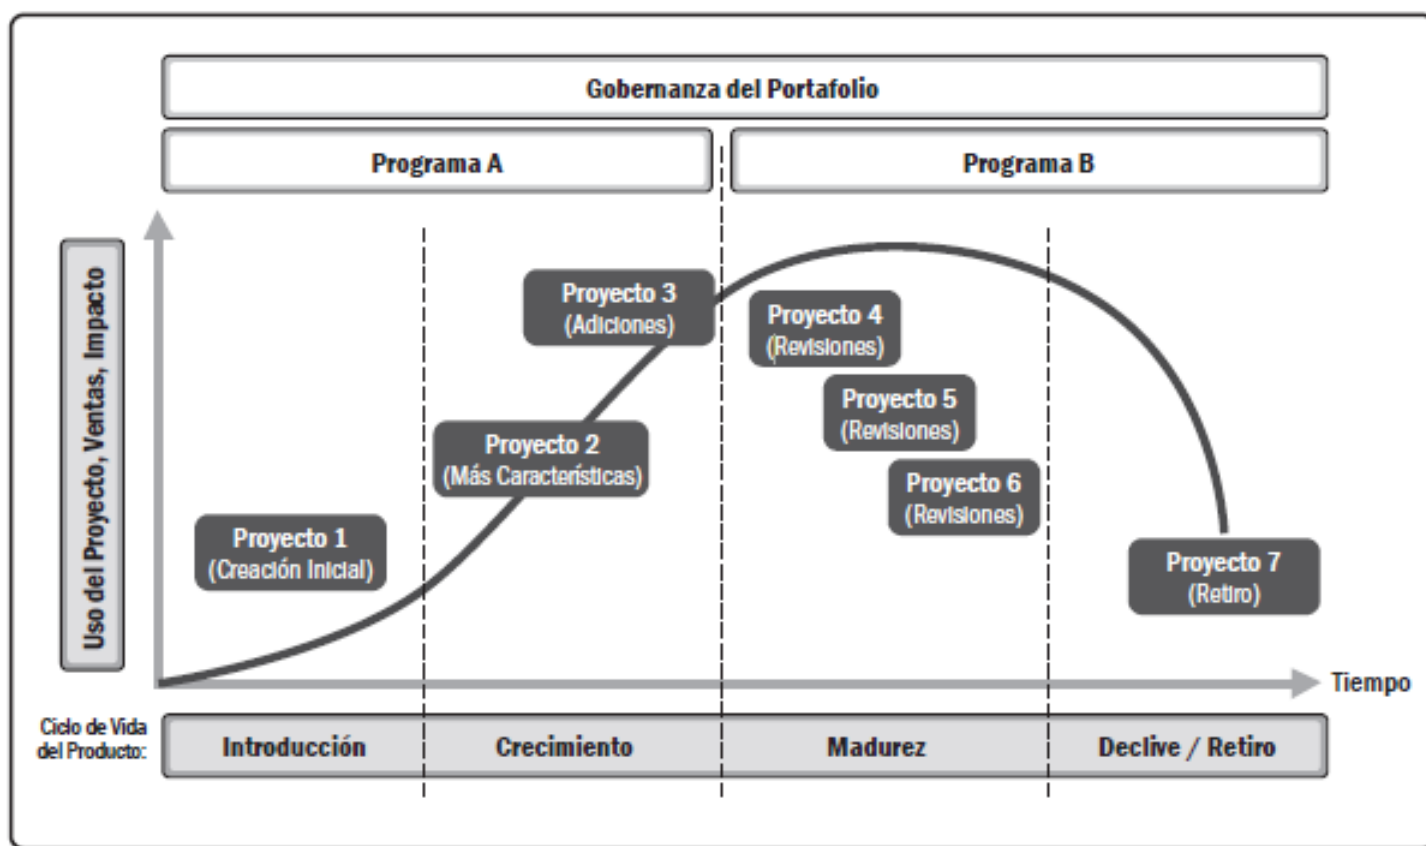 Gobernanza del Portafolio
Programa A
Programa B
Uso del Proyecto, Ventas, Impacto
Proyecto 3
(Adiciones)
Proyecto 4
(Revisiones)
Proyecto 5
(Revisiones)
Proyecto 2
(Más Características)
Proyecto 6
(Revisiones)
Proyecto 1
(Creación Inicial)
Proyecto 7
(Retiro)
Tiempo
Ciclo de Vida
del Producto:
Introducción
Crecimiento
Madurez
Declive / Retiro